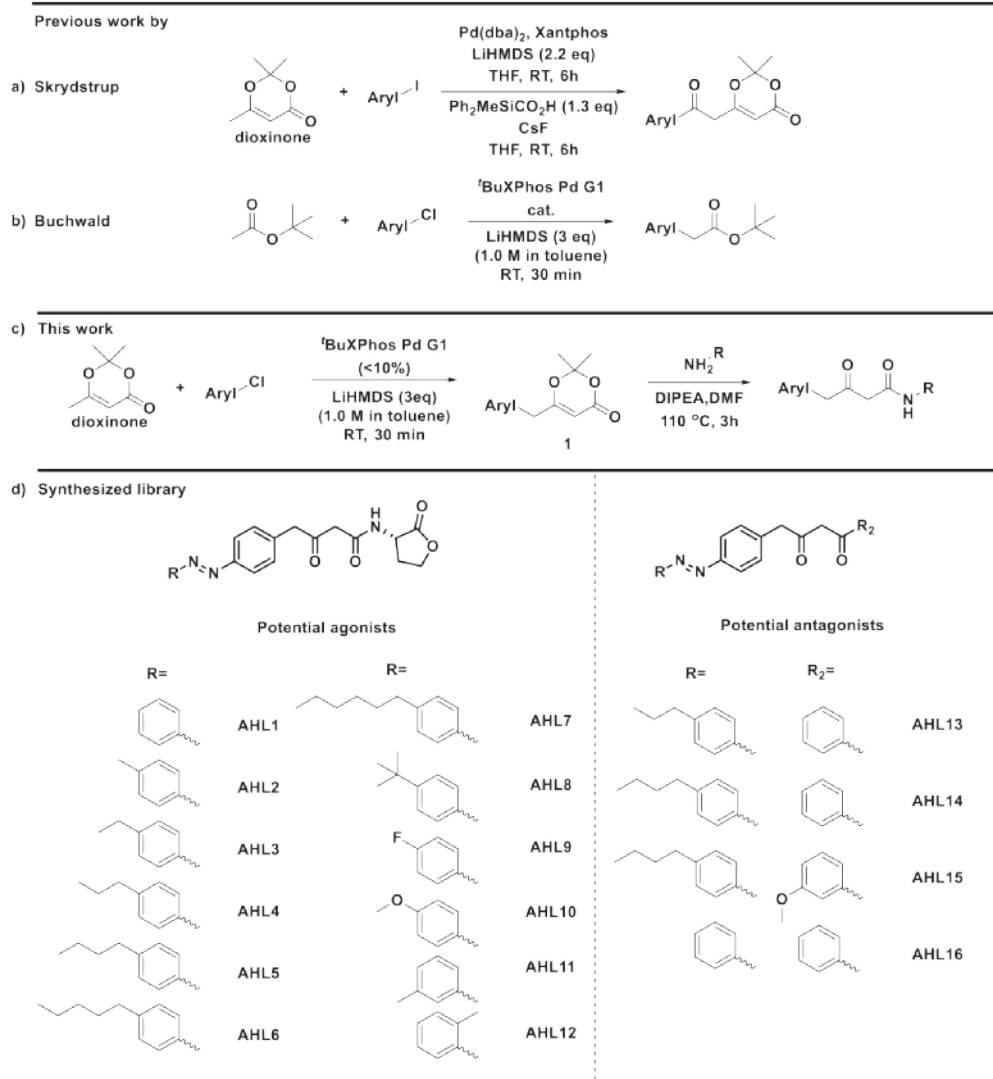 Previous work by
a) Skrydstrup
dioxinone
+
Aryl I
Pd(dba)₂, Xantphos
LiHMDS (2.2 eq)
THF, RT, 6h
Ph₂MeSiCO₂H (1.3 eq)
CsF
THF, RT, 6h
O O O
Aryl O
b) Buchwald
O
O
+
Aryl Cl
ᵗBuXPhos Pd G1
cat.
LiHMDS (3 eq)
(1.0 M in toluene)
RT, 30 min
O
Aryl O
c) This work
O O
O
dioxinone
+
Aryl Cl
ᵗBuXPhos Pd G1
(<10%)
LiHMDS (3eq)
(1.0 M in toluene)
RT, 30 min
O O
Aryl O
1
NH₂ R
DIPEA,DMF
110 °C, 3h
O O
Aryl N R
H
d) Synthesized library
R N N O O H N O O
Potential agonists
R N N O O R₂
Potential antagonists
R= R=
AHL1 AHL7
AHL2 AHL8
AHL3 F AHL9
AHL4 O AHL10
AHL5 AHL11
AHL6 AHL12
R= R₂=
AHL13
AHL14
AHL15
O
AHL16